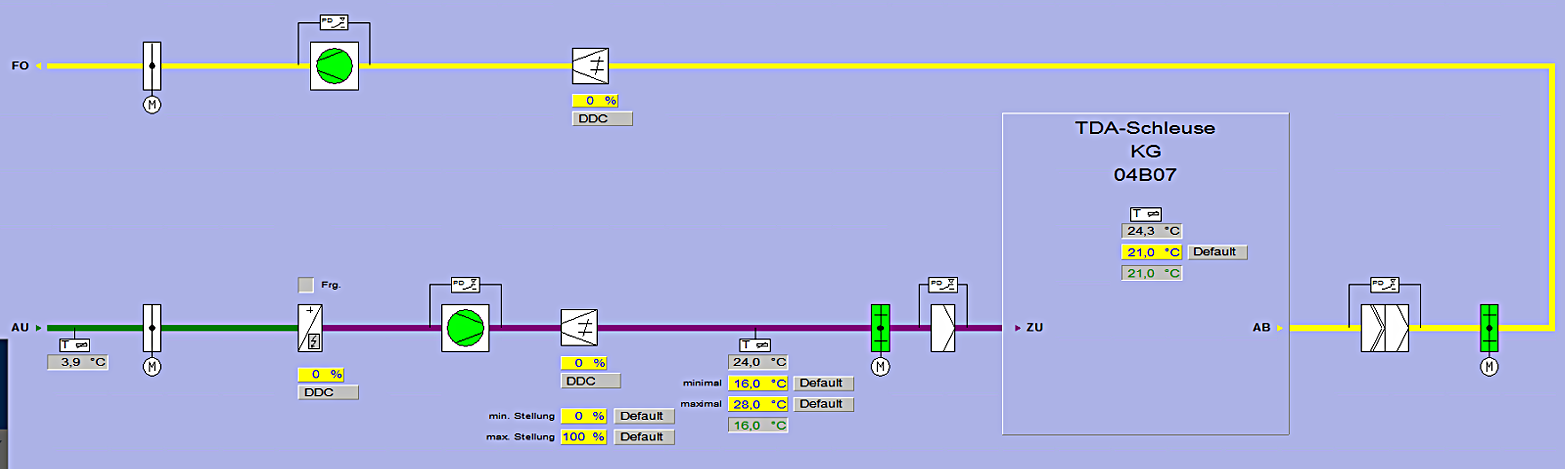 PD
FO
M
0 %
DDC
TDA-Schleuse
KG
04B07
T
24,3 °C
21,0 °C Default
21,0 °C
Frg.
PD
PD
PD
AU
ZU
AB
T
3,9 °C
M
0 %
DDC
0 %
DDC
T
24,0 °C
M
M
minimal 16,0 °C Default
maximal 28,0 °C Default
16,0 °C
min. Stellung 0 % Default
max. Stellung 100 % Default